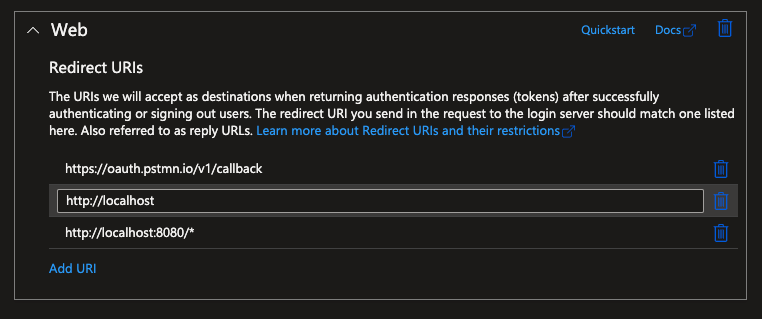 Web
Quickstart
Docs
Redirect URIs
The URIs we will accept as destinations when returning authentication responses (tokens) after successfully
authenticating or signing out users. The redirect URI you send in the request to the login server should match one listed
here. Also referred to as reply URLs. Learn more about Redirect URIs and their restrictions
https://oauth.pstmn.io/v1/callback
http://localhost
http://localhost:8080/*
Add URI